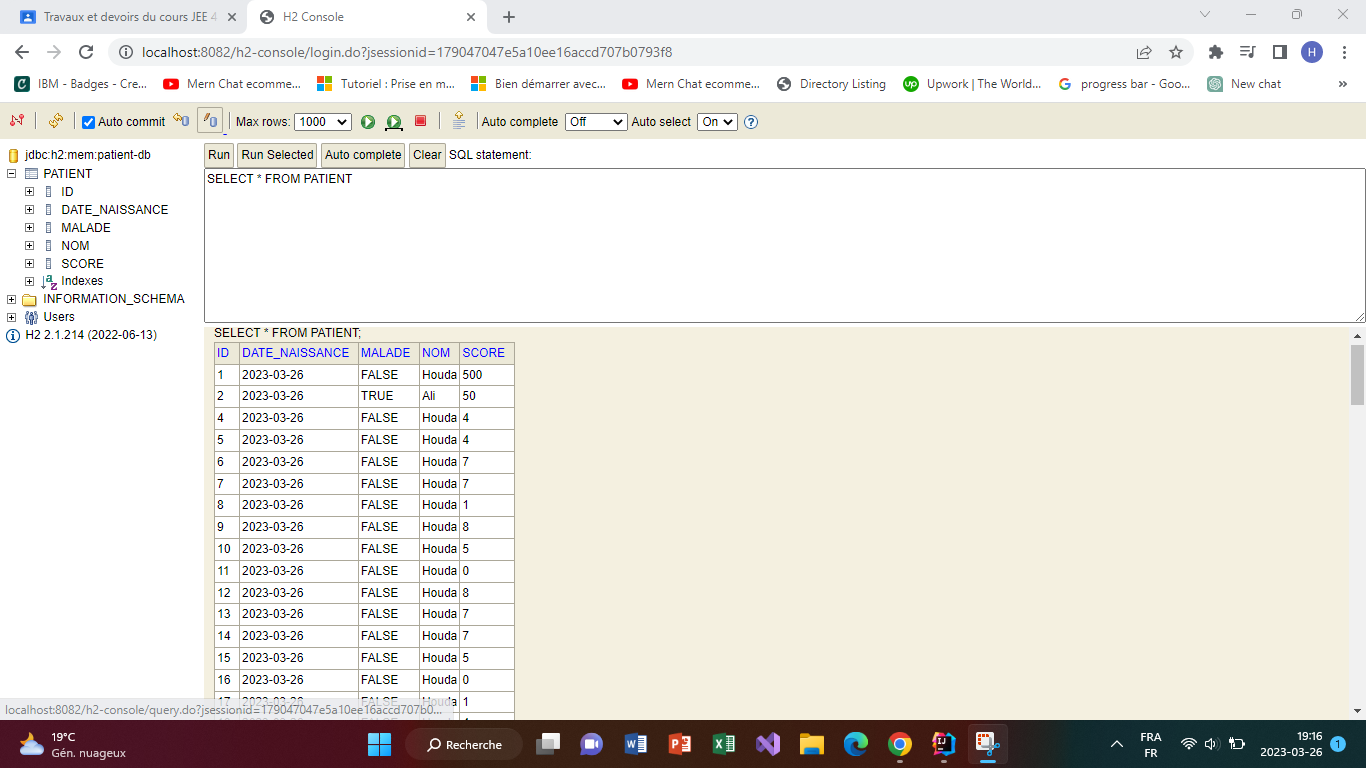 Travaux et devoirs du cours JEE 4
H2 Console
localhost:8082/h2-console/login.do?jsessionid=179047047e5a10ee16accd707b0793f8
H
IBM - Badges - Cre...
Mern Chat ecomme...
Tutoriel : Prise en m...
Bien démarrer avec...
Mern Chat ecomme...
Directory Listing
Upwork | The World...
progress bar - Goo...
New chat
»
Auto commit
Max rows: 1000
Auto complete Off
Auto select On
jdbc:h2:mem:patient-db
PATIENT
ID
DATE_NAISSANCE
MALADE
NOM
SCORE
Indexes
INFORMATION_SCHEMA
Users
H2 2.1.214 (2022-06-13)
Run Run Selected Auto complete Clear SQL statement:
SELECT * FROM PATIENT
SELECT * FROM PATIENT;
ID DATE_NAISSANCE MALADE NOM SCORE
1 2023-03-26 FALSE Houda 500
2 2023-03-26 TRUE Ali 50
4 2023-03-26 FALSE Houda 4
5 2023-03-26 FALSE Houda 4
6 2023-03-26 FALSE Houda 7
7 2023-03-26 FALSE Houda 7
8 2023-03-26 FALSE Houda 1
9 2023-03-26 FALSE Houda 8
10 2023-03-26 FALSE Houda 5
11 2023-03-26 FALSE Houda 0
12 2023-03-26 FALSE Houda 8
13 2023-03-26 FALSE Houda 7
14 2023-03-26 FALSE Houda 7
15 2023-03-26 FALSE Houda 5
16 2023-03-26 FALSE Houda 0
17 2023-03-26 FALSE Houda 1
localhost:8082/h2-console/query.do?jsessionid=179047047e5a10ee16accd707b0...
19°C
Gén. nuageux
Recherche
FRA
FR
19:16
2023-03-26
1